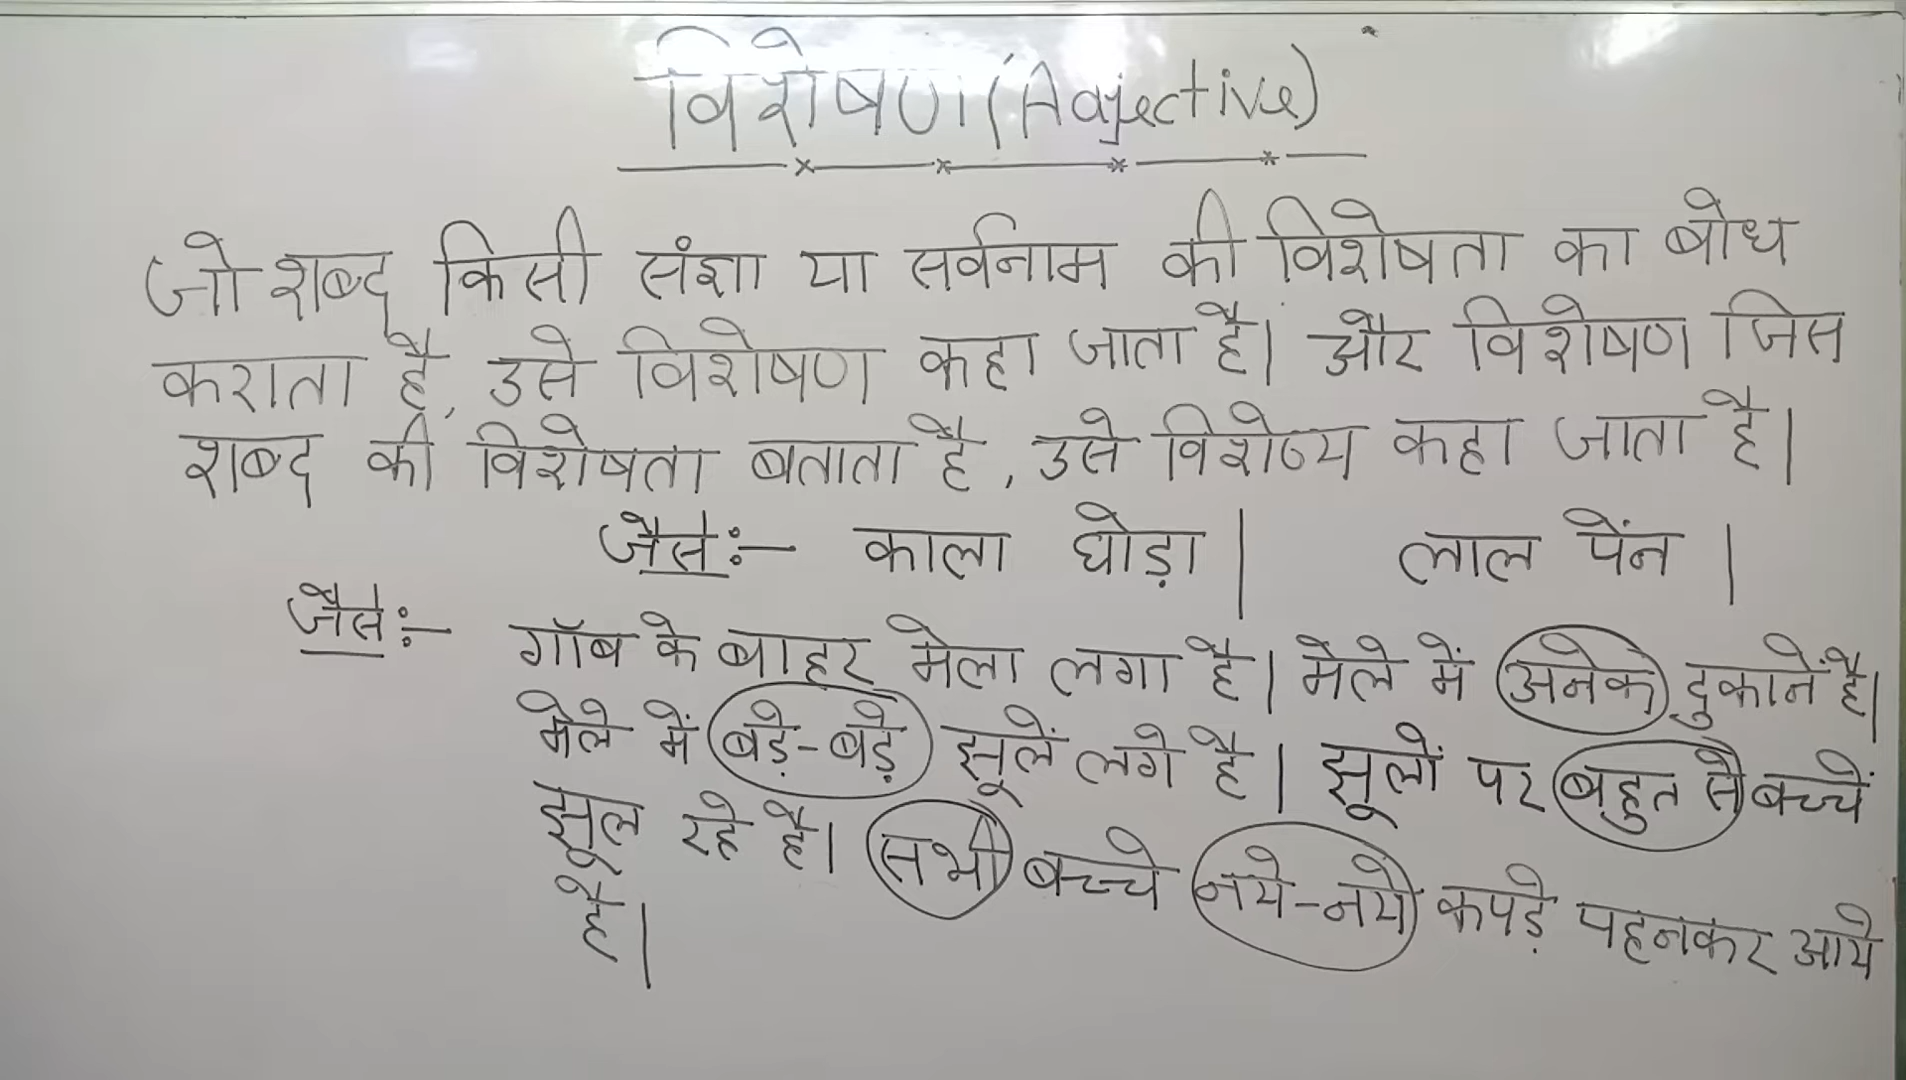 विशेषण (Adjective)
जो शब्द किसी संज्ञा या सर्वनाम की विशेषता का बोध
कराता है, उसे विशेषण कहा जाता है। और विशेषण जिस
शब्द की विशेषता बताता है, उसे विशेष्य कहा जाता है।
जैसे:- काला घोड़ा। लाल पेंन।
जैसे:- गॉब के बाहर मेला लगा है। मेले में अनेक दुकानें है।
मेले में बड़े-बड़े झूलें लगे है। झूलों पर बहुत से बच्चें
झूल रहे है। सभी बच्चे नये-नये कपड़े पहनकर आये
है।